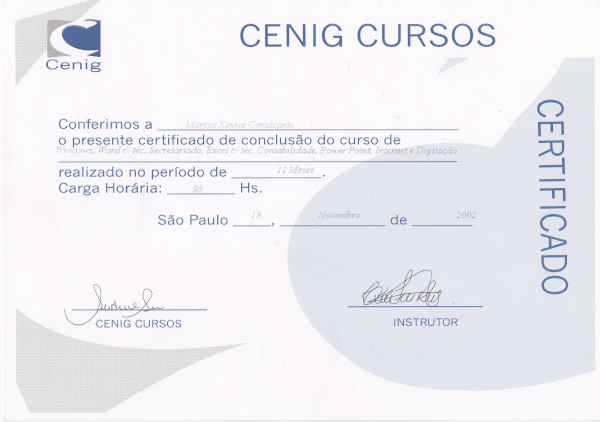 CENIG CURSOS
Cenig
Conferimos a Marcos Xavier Cavalcante
o presente certificado de conclusão do curso de
Windows, Word c/ téc. Secretariado, Excel c/ téc. Contabilidade, Power Point, Internet e Digitação
realizado no período de 11 Meses.
Carga Horária: 98 Hs.
São Paulo 13, Novembro de 2002
CENIG CURSOS
INSTRUTOR
CERTIFICADO